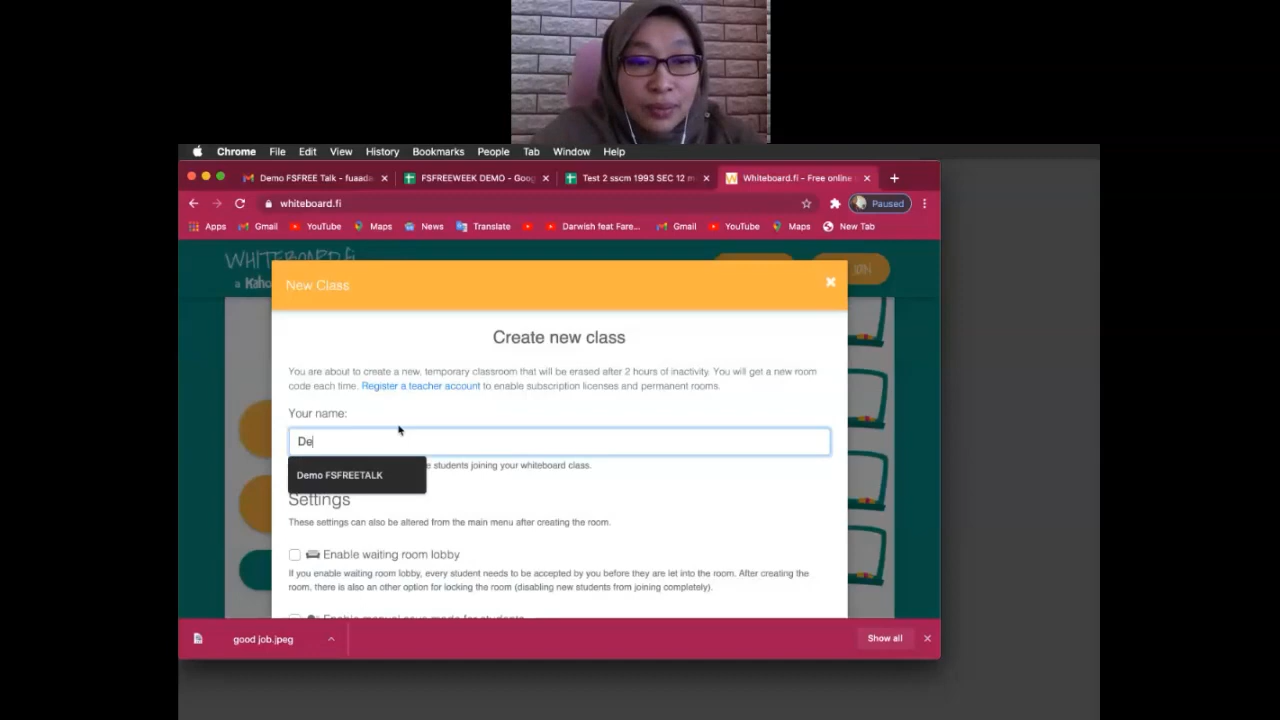 Chrome File Edit View History Bookmarks People Tab Window Help
Demo FSFREE Talk - fuaada FSFREEWEEK DEMO - Goog Test 2 sscm 1993 SEC 12 m Whiteboard.fi - Free online
whiteboard.fi Paused
Apps Gmail YouTube Maps News Translate Darwish feat Fare... Gmail YouTube Maps New Tab
WHITEBOARD.fi
a Kaho JOIN
New Class
Create new class
You are about to create a new, temporary classroom that will be erased after 2 hours of inactivity. You will get a new room
code each time. Register a teacher account to enable subscription licenses and permanent rooms.
Your name:
De
e students joining your whiteboard class.
Demo FSFREETALK
Settings
These settings can also be altered from the main menu after creating the room.
Enable waiting room lobby
If you enable waiting room lobby, every student needs to be accepted by you before they are let into the room. After creating the
room, there is also an other option for locking the room (disabling new students from joining completely).
good job.jpeg Show all